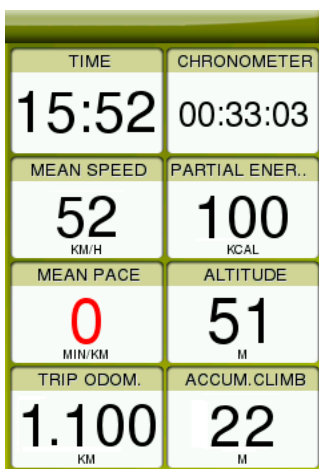 TIME CHRONOMETER
15:52 00:33:03
MEAN SPEED PARTIAL ENER..
52 100
KM/H KCAL
MEAN PACE ALTITUDE
0 51
MIN/KM M
TRIP ODOM. ACCUM.CLIMB
1.100 22
KM M